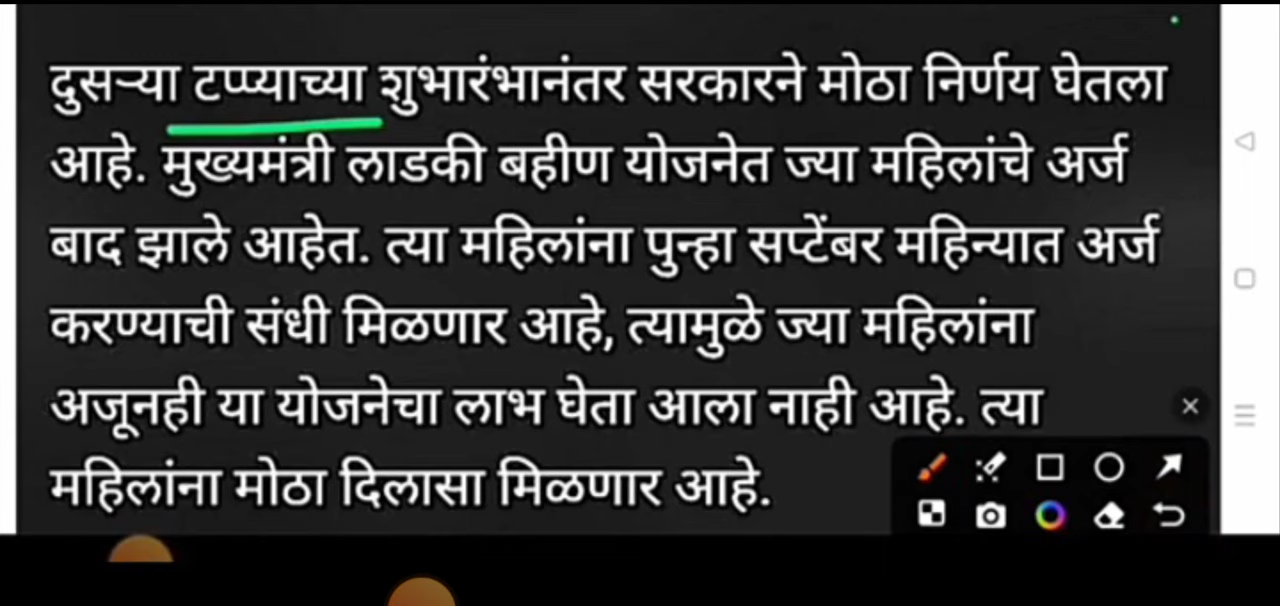 दुसऱ्या टप्प्याच्या शुभारंभानंतर सरकारने मोठा निर्णय घेतला
आहे. मुख्यमंत्री लाडकी बहीण योजनेत ज्या महिलांचे अर्ज
बाद झाले आहेत. त्या महिलांना पुन्हा सप्टेंबर महिन्यात अर्ज
करण्याची संधी मिळणार आहे, त्यामुळे ज्या महिलांना
अजूनही या योजनेचा लाभ घेता आला नाही आहे. त्या
महिलांना मोठा दिलासा मिळणार आहे.